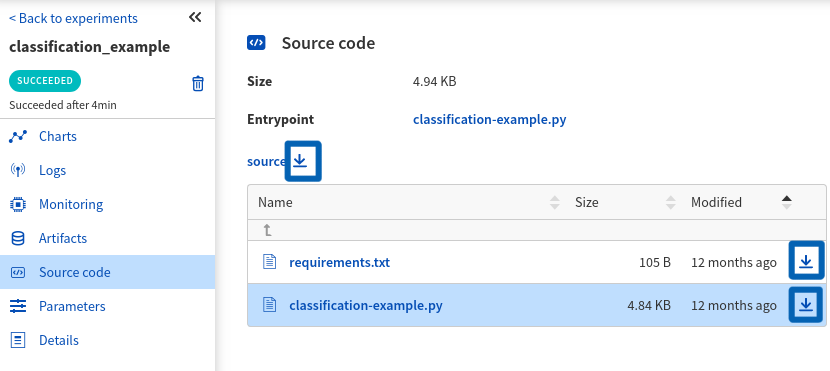 < Back to experiments
classification_example
SUCCEEDED
Succeeded after 4min
Charts
Logs
Monitoring
Artifacts
Source code
Parameters
Details
Source code
Size 4.94 KB
Entrypoint classification-example.py
source
Name Size Modified
requirements.txt 105 B 12 months ago
classification-example.py 4.84 KB 12 months ago